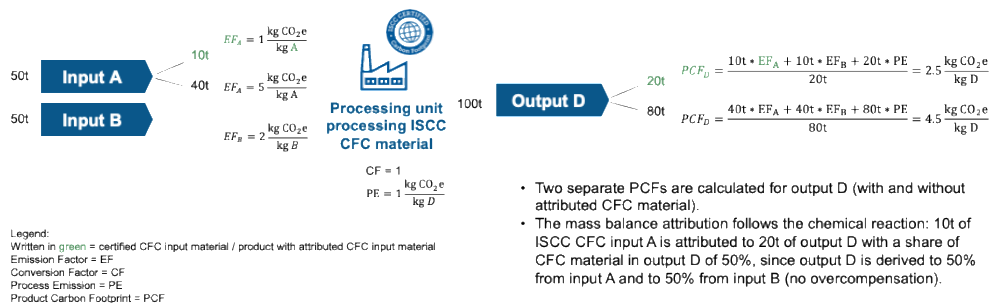 ISCC CERTIFIED
Carbon Footprint
50t
Input A
10t
EF_A = 1 kg CO₂e / kg A
40t
EF_A = 5 kg CO₂e / kg A
50t
Input B
EF_B = 2 kg CO₂e / kg B
Processing unit
processing ISCC
CFC material
CF = 1
PE = 1 kg CO₂e / kg D
100t
Output D
20t
PCF_D = (10t * EF_A + 10t * EF_B + 20t * PE) / 20t = 2.5 kg CO₂e / kg D
80t
PCF_D = (40t * EF_A + 40t * EF_B + 80t * PE) / 80t = 4.5 kg CO₂e / kg D
• Two separate PCFs are calculated for output D (with and without
attributed CFC material).
• The mass balance attribution follows the chemical reaction: 10t of
ISCC CFC input A is attributed to 20t of output D with a share of
CFC material in output D of 50%, since output D is derived to 50%
from input A and to 50% from input B (no overcompensation).
Legend:
Written in green = certified CFC input material / product with attributed CFC input material
Emission Factor = EF
Conversion Factor = CF
Process Emission = PE
Product Carbon Footprint = PCF